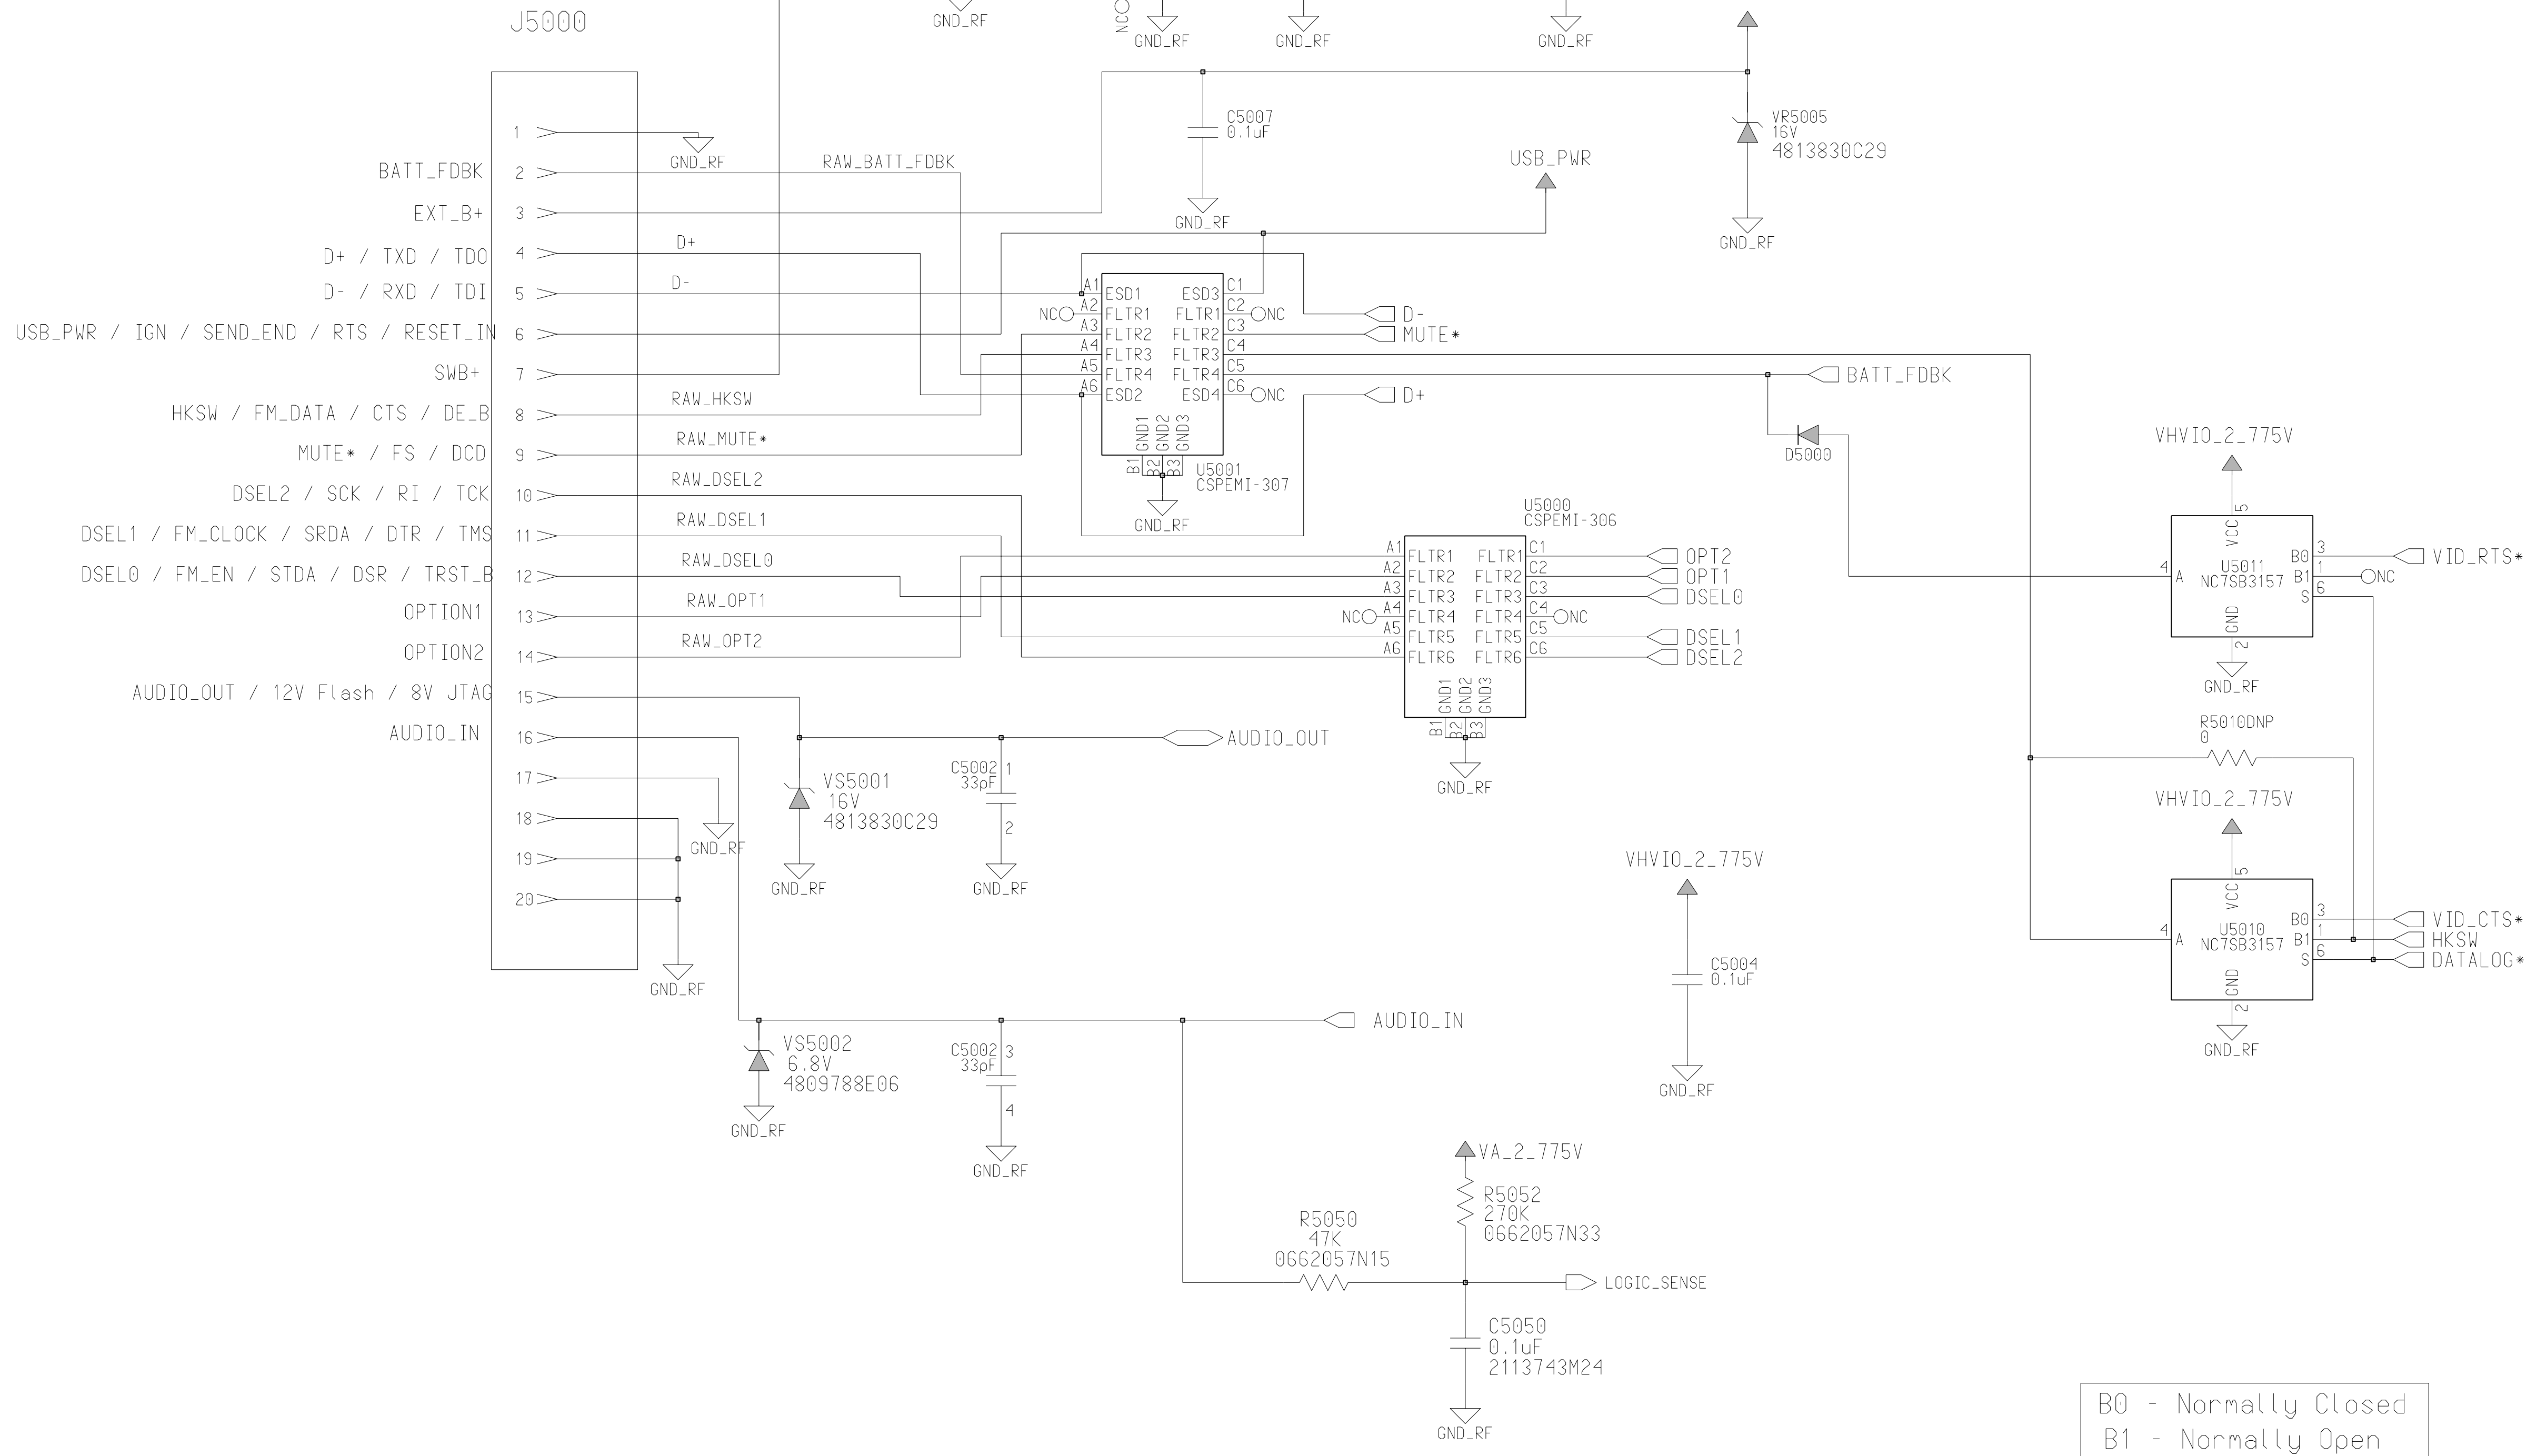 J5000
GND_RF
NC
GND_RF
GND_RF
GND_RF
C5007
0.1uF
GND_RF
VR5005
16V
4813830C29
GND_RF
USB_PWR
1
GND_RF
BATT_FDBK 2 RAW_BATT_FDBK
EXT_B+ 3
D+ / TXD / TDO 4 D+
D- / RXD / TDI 5 D-
USB_PWR / IGN / SEND_END / RTS / RESET_IN 6
SWB+ 7
HKSW / FM_DATA / CTS / DE_B 8 RAW_HKSW
MUTE* / FS / DCD 9 RAW_MUTE*
DSEL2 / SCK / RI / TCK 10 RAW_DSEL2
DSEL1 / FM_CLOCK / SRDA / DTR / TMS 11 RAW_DSEL1
DSEL0 / FM_EN / STDA / DSR / TRST_B 12 RAW_DSEL0
OPTION1 13 RAW_OPT1
OPTION2 14 RAW_OPT2
AUDIO_OUT / 12V Flash / 8V JTAG 15
AUDIO_IN 16
17
18
19
20
GND_RF
GND_RF
A1 ESD1 ESD3 C1
NC A2 FLTR1 FLTR1 C2 NC
A3 FLTR2 FLTR2 C3
A4 FLTR3 FLTR3 C4
A5 FLTR4 FLTR4 C5
A6 ESD2 ESD4 C6 NC
GND1 GND2 GND3
B1 B2 B3
U5001
CSPEMI-307
GND_RF
D-
MUTE*
BATT_FDBK
D+
D5000
U5000
CSPEMI-306
A1 FLTR1 FLTR1 C1 OPT2
A2 FLTR2 FLTR2 C2 OPT1
A3 FLTR3 FLTR3 C3 DSEL0
NC A4 FLTR4 FLTR4 C4 NC
A5 FLTR5 FLTR5 C5 DSEL1
A6 FLTR6 FLTR6 C6 DSEL2
GND1 GND2 GND3
B1 B2 B3
GND_RF
VHVIO_2_775V
5
VCC
4 A
U5011
NC7SB3157
B0 3 VID_RTS*
B1 1 NC
S 6
GND
2
GND_RF
R5010DNP
0
VHVIO_2_775V
5
VCC
4 A
U5010
NC7SB3157
B0 3 VID_CTS*
B1 1 HKSW
S 6 DATALOG*
GND
2
GND_RF
AUDIO_OUT
VS5001
16V
4813830C29
GND_RF
C5002 1
33pF
2
GND_RF
VHVIO_2_775V
C5004
0.1uF
GND_RF
AUDIO_IN
VS5002
6.8V
4809788E06
GND_RF
C5002 3
33pF
4
GND_RF
VA_2_775V
R5052
270K
0662057N33
R5050
47K
0662057N15
LOGIC_SENSE
C5050
0.1uF
2113743M24
GND_RF
B0 - Normally Closed
B1 - Normally Open